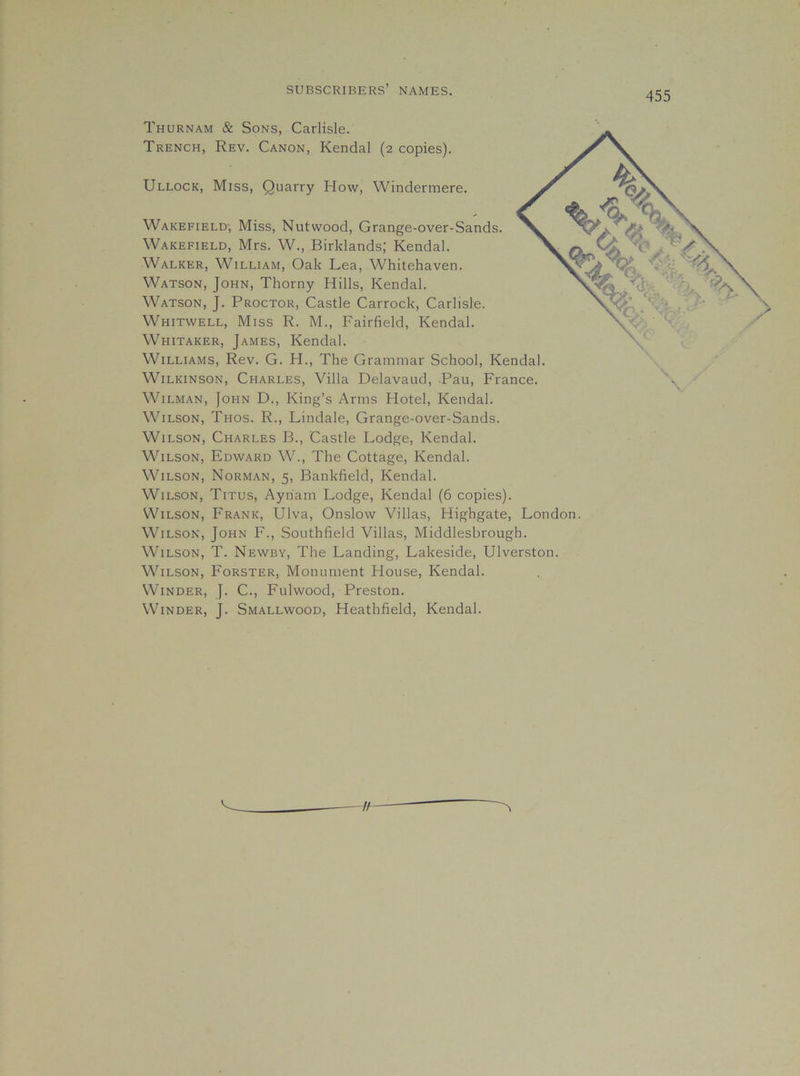 SUBSCRIBERS' NAMES.
455
THURNAM & SONS, Carlisle.
TRENCH, REV. CANON, Kendal (2 copies).
ULLOCK, MISS, Quarry How, Windermere.
WAKEFIELD, Miss, Nutwood, Grange-over-Sands.
WAKEFIELD, MRS. W., Birklands, Kendal.
WALKER, WILLIAM, Oak Lea, Whitehaven.
WATSON, JOHN, Thorny Hills, Kendal.
WATSON, J. PROCTOR, Castle Carrock, Carlisle.
WHITWELL, MISS R. M., Fairfield, Kendal.
WHITAKER, JAMES, Kendal.
WILLIAMS, Rev. G. H., The Grammar School, Kendal.
WILKINSON, CHARLES, Villa Delavaud, Pau, France.
WILMAN, JOHN D., King's Arms Hotel, Kendal.
WILSON, THOS. R., Lindale, Grange-over-Sands.
WILSON, CHARLES B., Castle Lodge, Kendal.
WILSON, EDWARD W., The Cottage, Kendal.
WILSON, NORMAN, 5, Bankfield, Kendal.
WILSON, TITUS, Aynam Lodge, Kendal (6 copies).
WILSON, FRANK, Ulva, Onslow Villas, Highgate, London.
WILSON, JOHN F., Southfield Villas, Middlesbrough.
WILSON, T. NEWBY, The Landing, Lakeside, Ulverston.
WILSON, FORSTER, Monument House, Kendal.
WINDER, J. C., Fulwood, Preston.
WINDER, J. SMALLWOOD, Heathfield, Kendal.